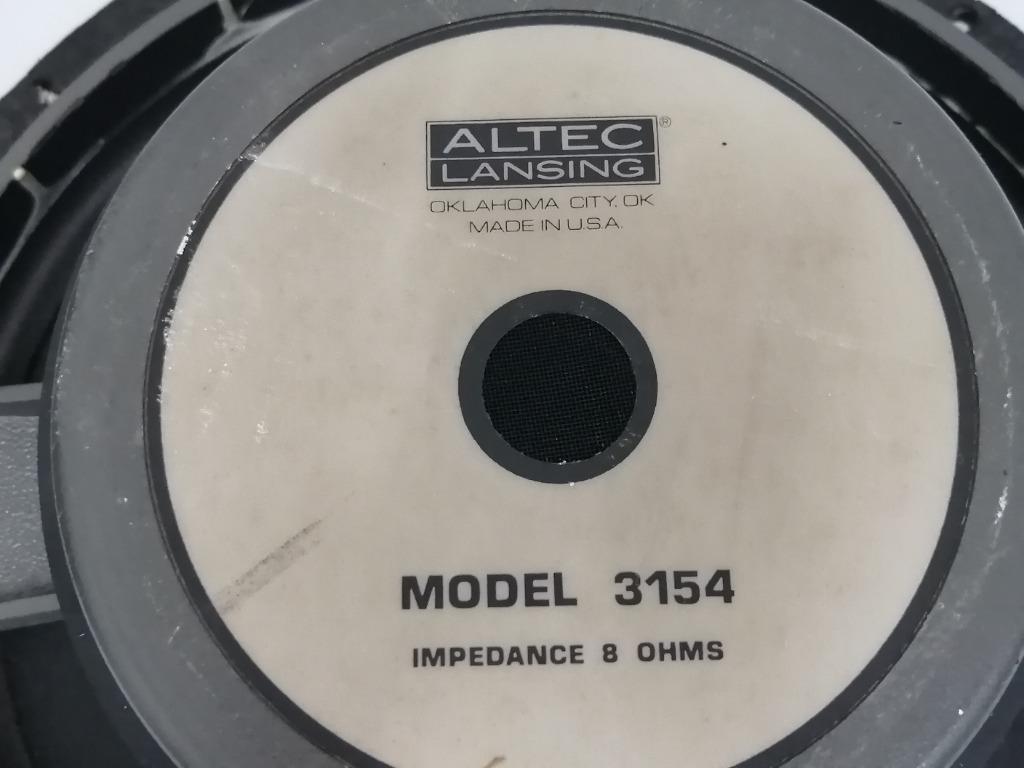 ALTEC®
LANSING
OKLAHOMA CITY, OK
MADE IN U.S.A.
MODEL 3154
IMPEDANCE 8 OHMS